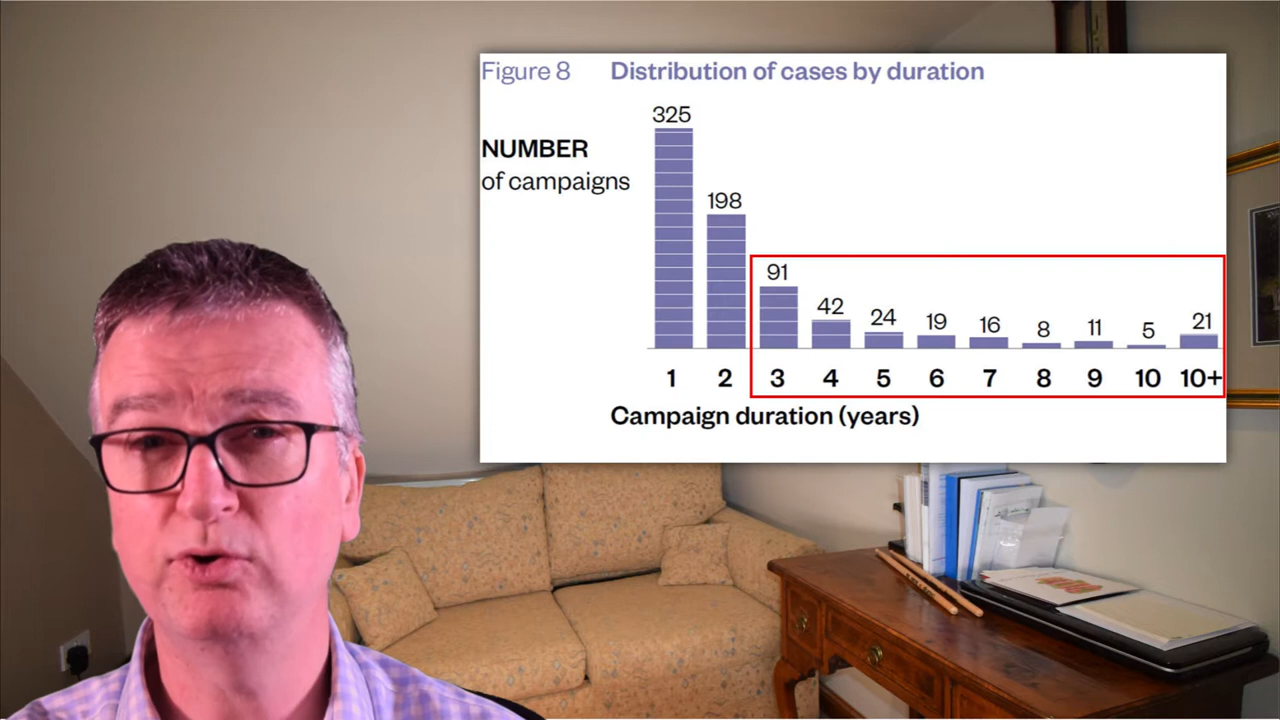 Figure 8 Distribution of cases by duration
NUMBER
of campaigns
325
198
91
42
24
19
16
8
11
5
21
1 2 3 4 5 6 7 8 9 10 10+
Campaign duration (years)